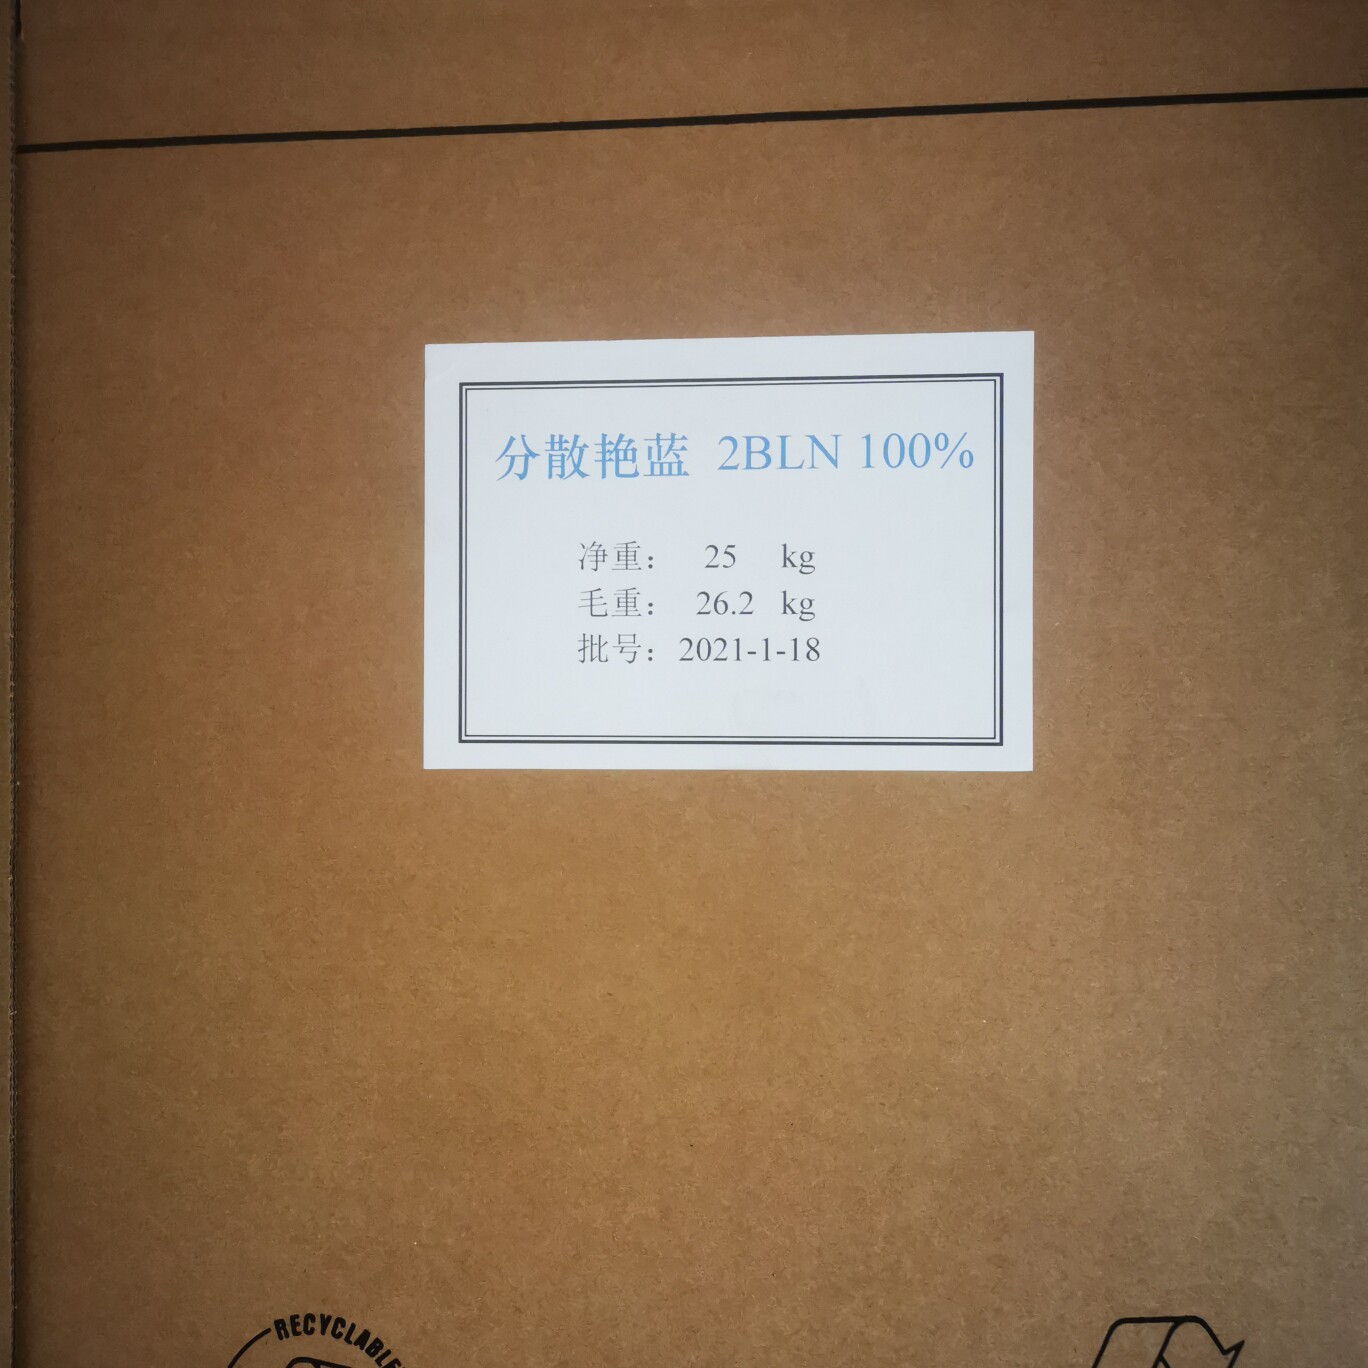 分散艳蓝 2BLN 100%
净重： 25 kg
毛重： 26.2 kg
批号：2021-1-18
RECYCLABLE